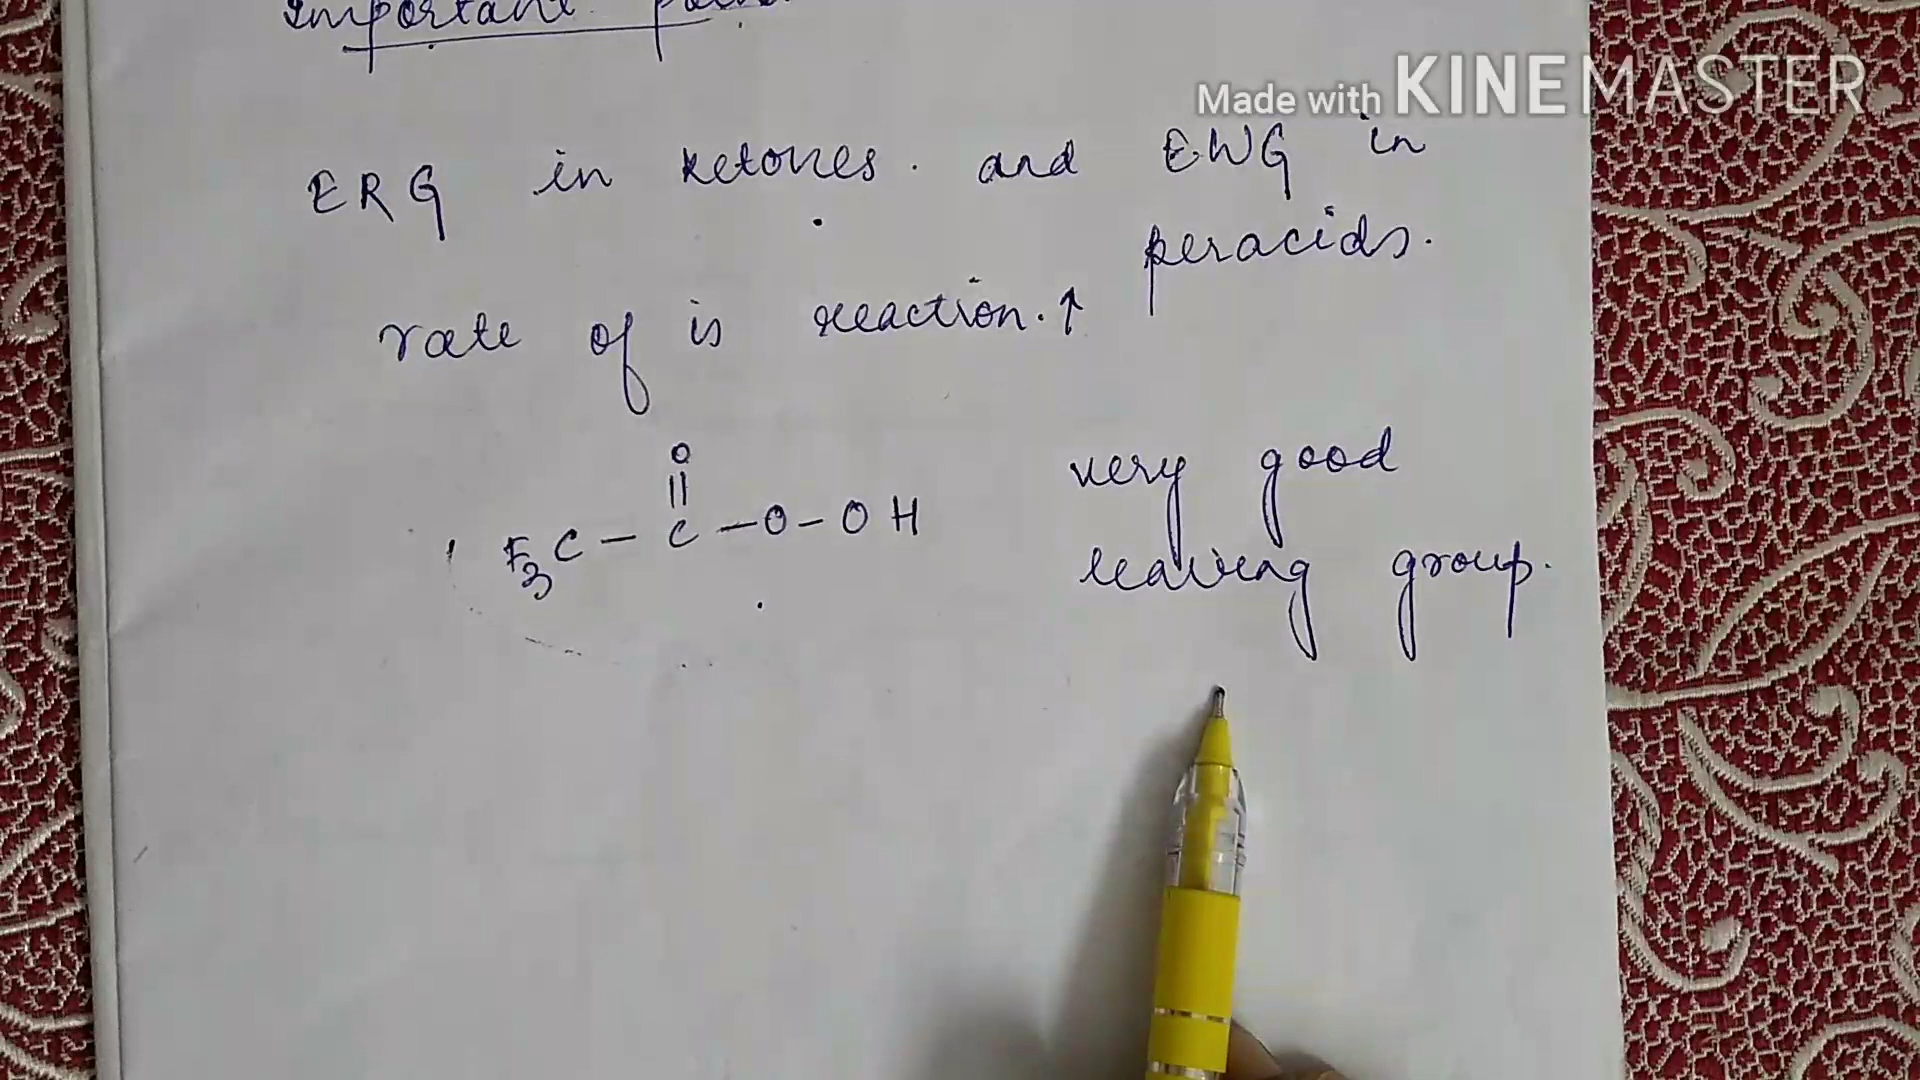 Important
Made with KINEMASTER
ERG in ketones. and EWG in
peracids.
rate of is reaction. ↑
O
||
F3C – C – O – OH
very good
leaving group.